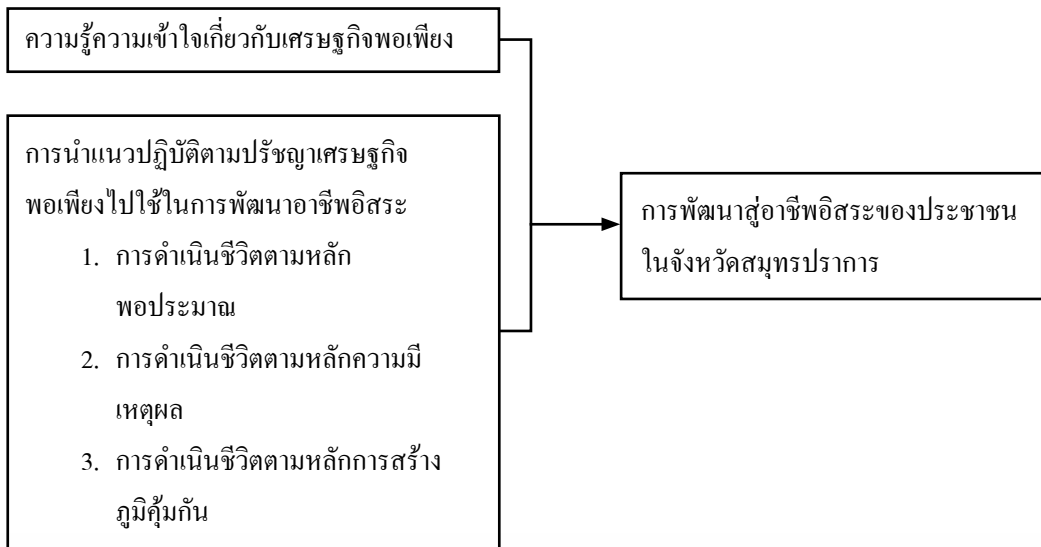 ความรู้ความเข้าใจเกี่ยวกับเศรษฐกิจพอเพียง
การนำแนวปฏิบัติตามปรัชญาเศรษฐกิจ
พอเพียงไปใช้ในการพัฒนาอาชีพอิสระ
1. การดำเนินชีวิตตามหลัก
พอประมาณ
2. การดำเนินชีวิตตามหลักความมี
เหตุผล
3. การดำเนินชีวิตตามหลักการสร้าง
ภูมิคุ้มกัน
การพัฒนาสู่อาชีพอิสระของประชาชน
ในจังหวัดสมุทรปราการ